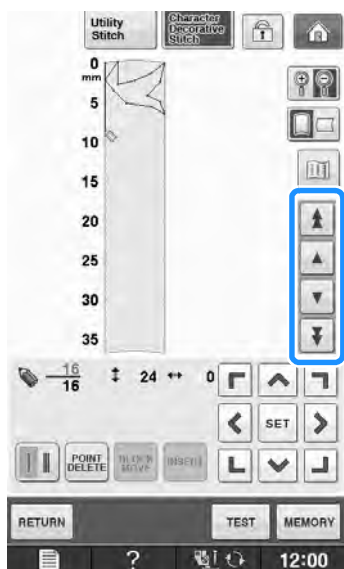 Utility
Stitch
Character
Decorative
Stitch
0
mm
5
10
15
20
25
30
35
16
16
24
0
SET
POINT
DELETE
BLOCK
MOVE
INSERT
RETURN
TEST
MEMORY
?
12:00